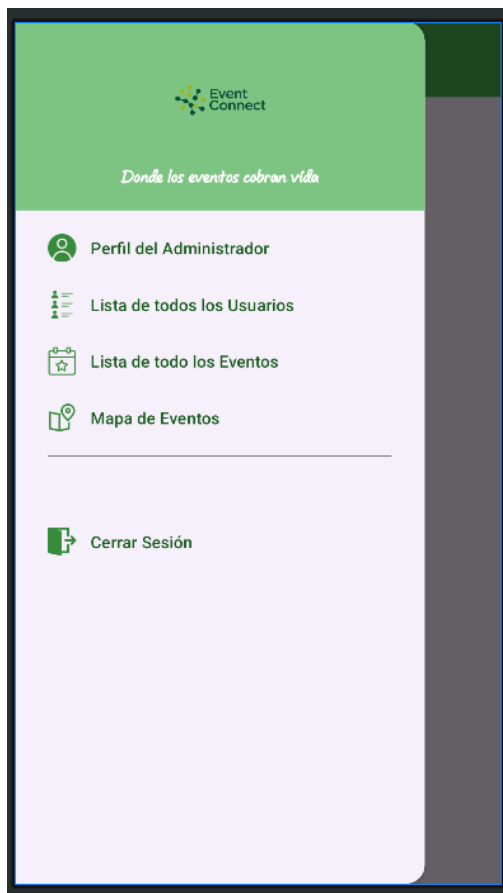 Event
Connect
Donde los eventos cobran vida
Perfil del Administrador
Lista de todos los Usuarios
Lista de todo los Eventos
Mapa de Eventos
Cerrar Sesión